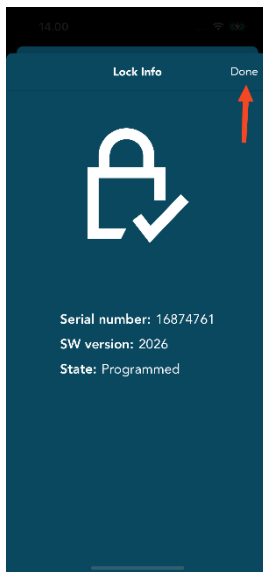 14.00
Lock Info
Done
Serial number: 16874761
SW version: 2026
State: Programmed